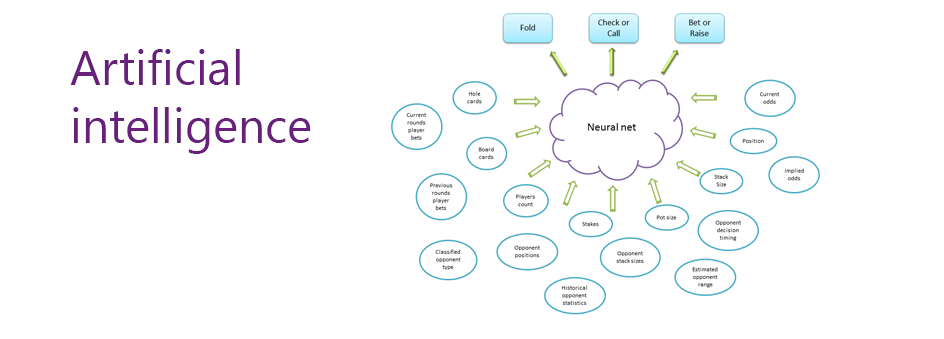 Artificial
intelligence
Fold
Check or
Call
Bet or
Raise
Neural net
Hole
cards
Current
rounds
player
bets
Board
cards
Previous
rounds
player
bets
Players
count
Classified
opponent
type
Opponent
positions
Stakes
Historical
opponent
statistics
Opponent
stack sizes
Pot size
Estimated
opponent
range
Opponent
decision
timing
Stack
Size
Implied
odds
Position
Current
odds